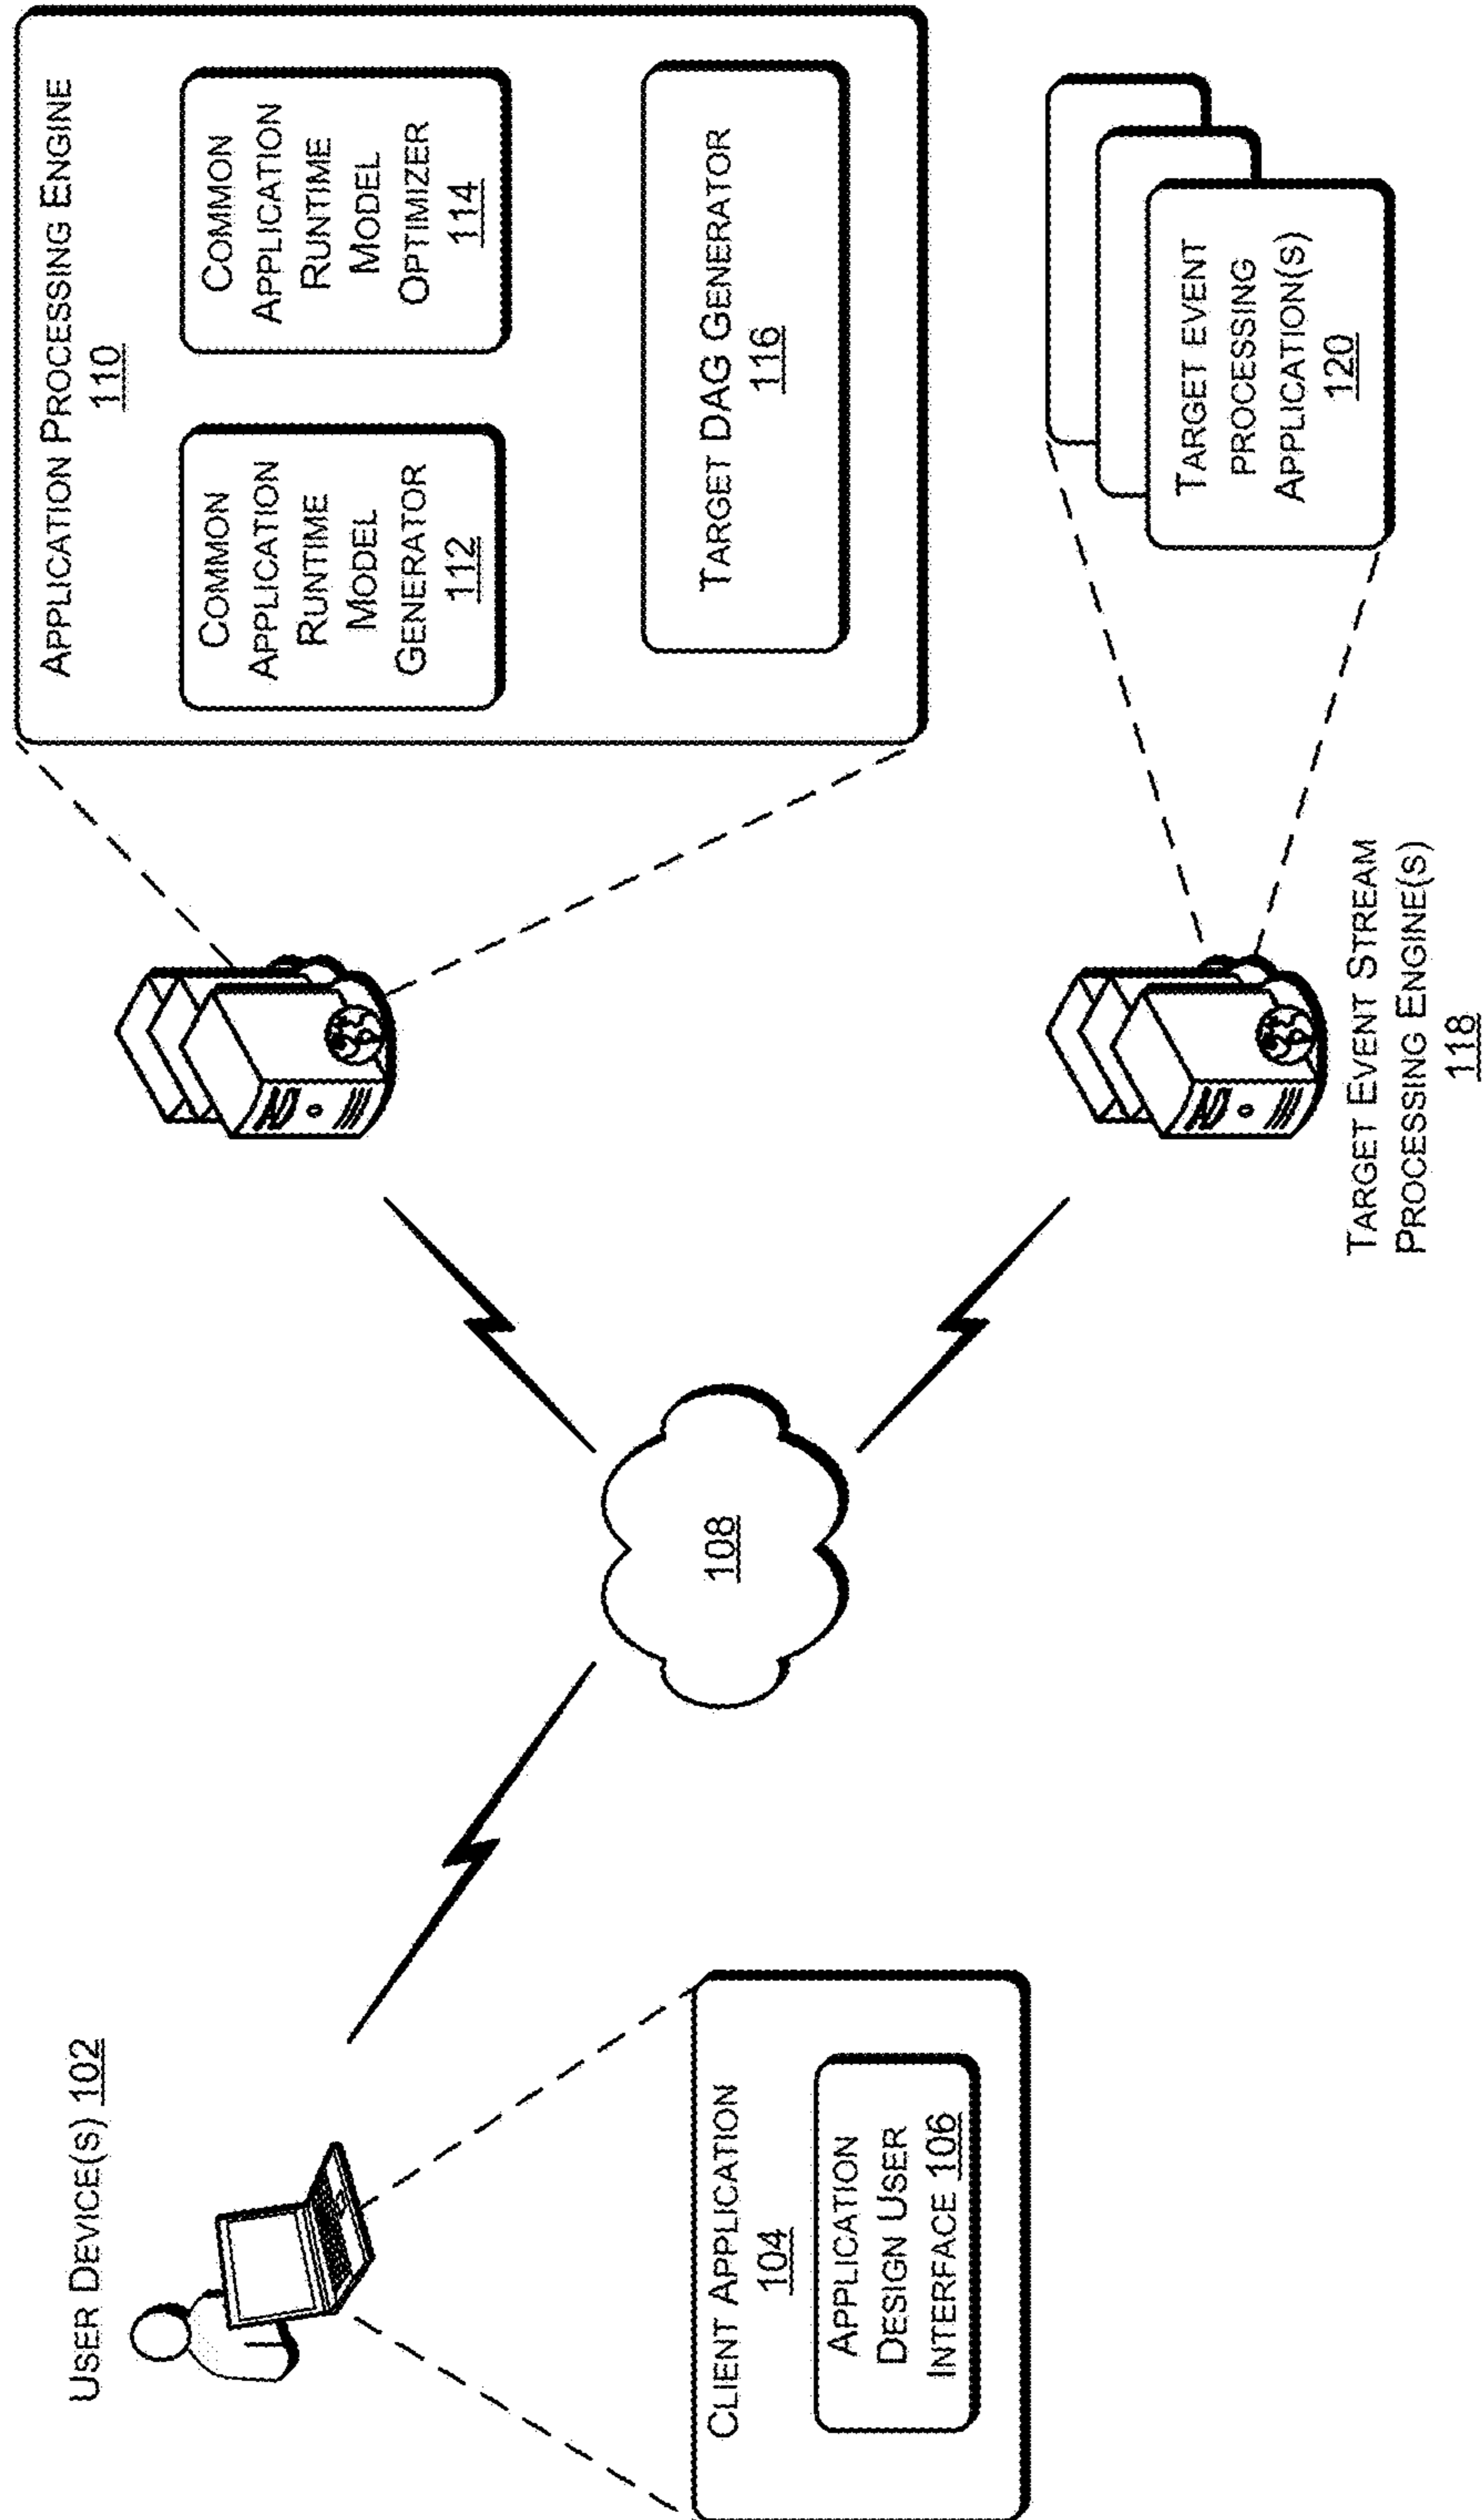 USER DEVICE(S) 102
CLIENT APPLICATION
104
APPLICATION
DESIGN USER
INTERFACE 106
108
APPLICATION PROCESSING ENGINE
110
COMMON
APPLICATION
RUNTIME
MODEL
GENERATOR
112
COMMON
APPLICATION
RUNTIME
MODEL
OPTIMIZER
114
TARGET DAG GENERATOR
116
TARGET EVENT STREAM
PROCESSING ENGINE(S)
118
TARGET EVENT
PROCESSING
APPLICATION(S)
120